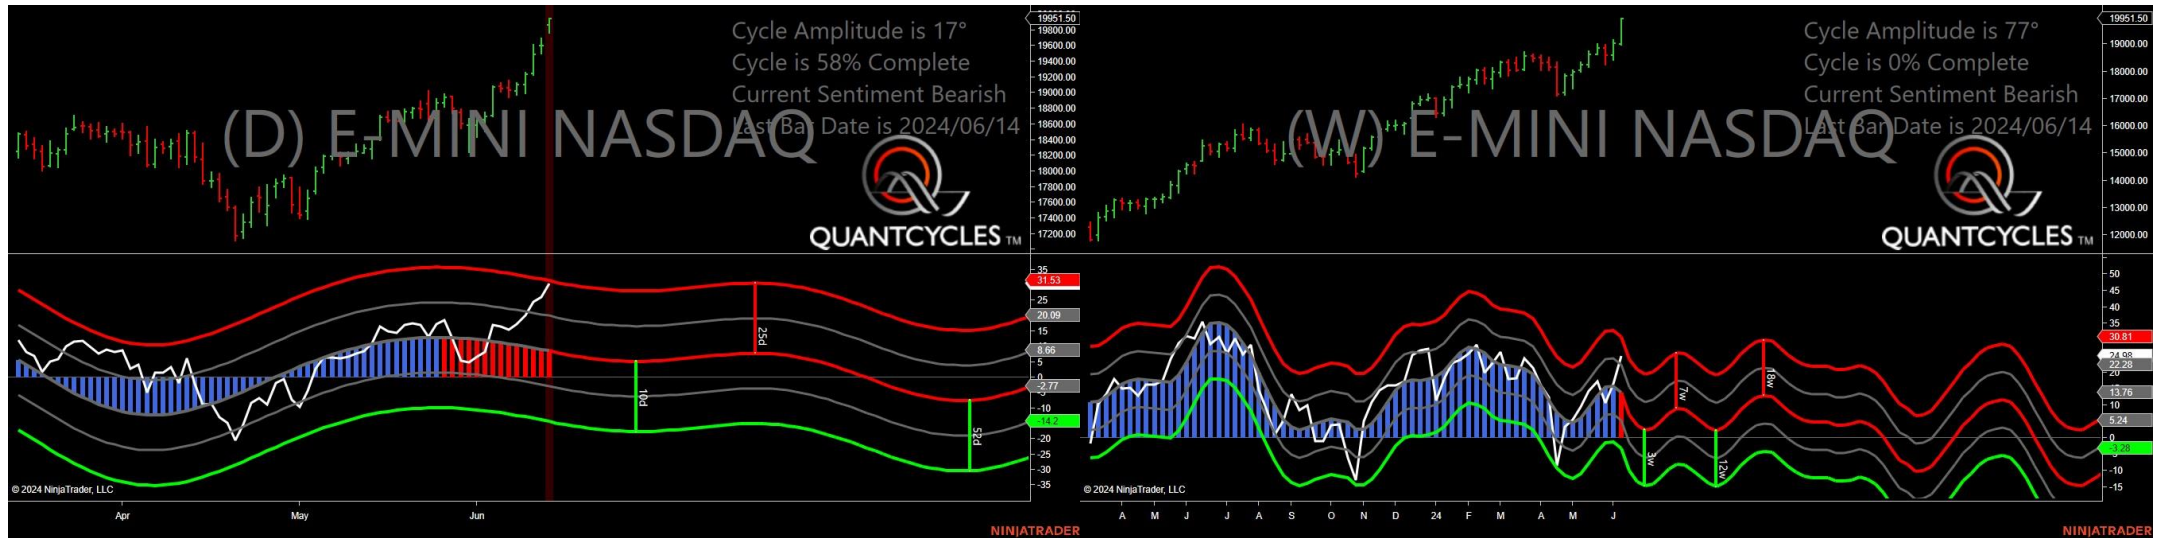 (D) E-MINI NASDAQ
Cycle Amplitude is 17°
Cycle is 58% Complete
Current Sentiment Bearish
Last Bar Date is 2024/06/14
QUANTCYCLES TM
19951.50
19800.00
19600.00
19400.00
19200.00
19000.00
18800.00
18600.00
18400.00
18200.00
18000.00
17800.00
17600.00
17400.00
17200.00
35
31.53
25
20.09
15
8.66
0
-2.77
-10
-14.2
-20
-25
-30
-35
25d
10d
52d
© 2024 NinjaTrader, LLC
Apr
May
Jun
NINJATRADER
(W) E-MINI NASDAQ
Cycle Amplitude is 77°
Cycle is 0% Complete
Current Sentiment Bearish
Last Bar Date is 2024/06/14
QUANTCYCLES TM
19951.50
19000.00
18000.00
17000.00
16000.00
15000.00
14000.00
13000.00
12000.00
50
45
40
35
30.81
24.98
22.28
20
13.76
10
5.24
0
-3.28
-10
-15
7w
18w
3w
12w
© 2024 NinjaTrader, LLC
A M J J A S O N D 24 F M A M J
NINJATRADER